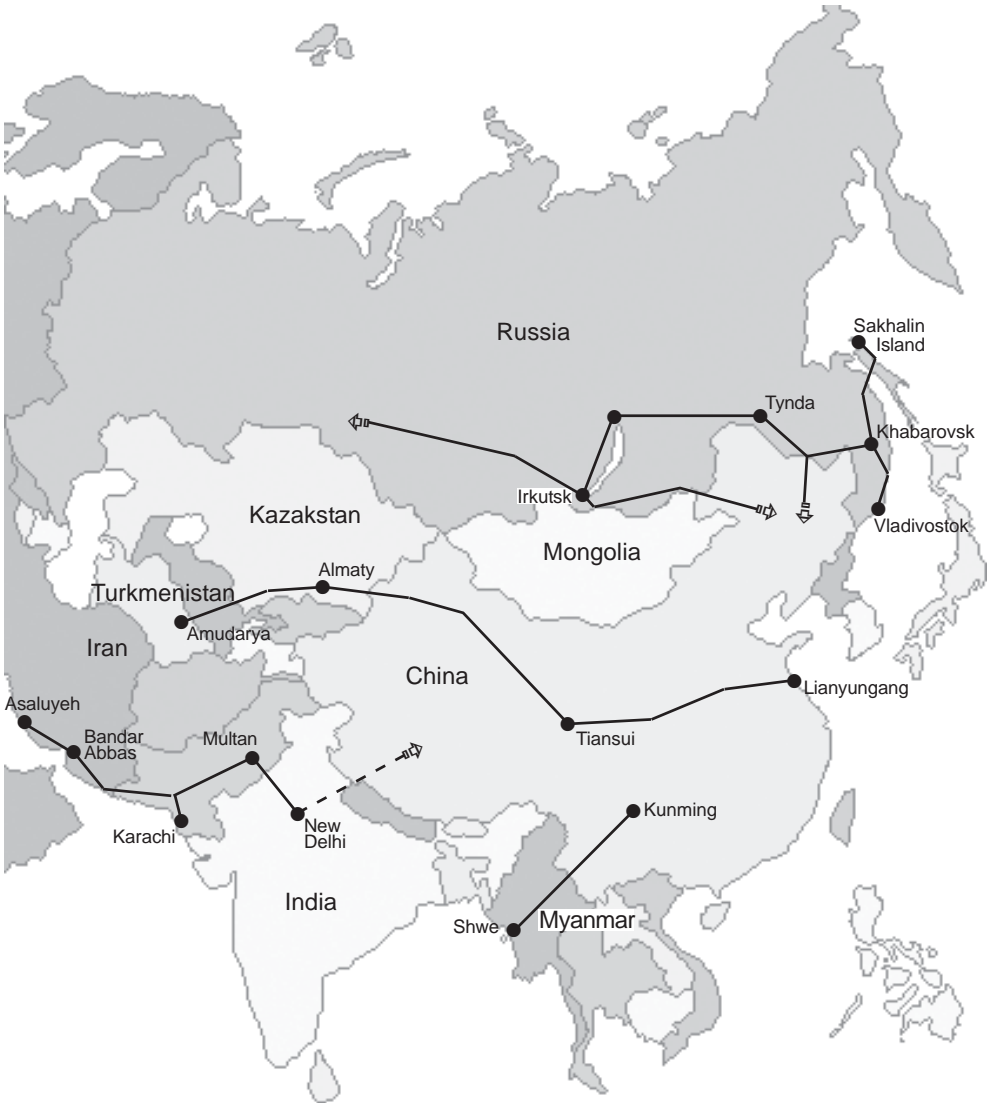 Sakhalin
Island
Russia
Tynda
Khabarovsk
Irkutsk
Vladivostok
Kazakstan
Mongolia
Almaty
Turkmenistan
Amudarya
Iran
China
Lianyungang
Asaluyeh
Tiansui
Bandar
Abbas
Multan
Kunming
Karachi
New
Delhi
India
Shwe
Myanmar